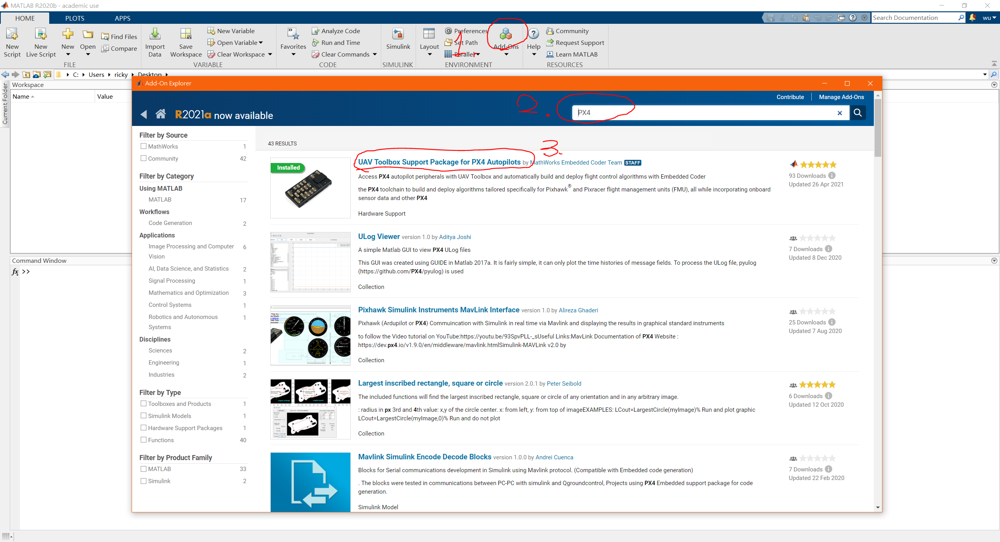 MATLAB R2020b - academic use
HOME PLOTS APPS
Search Documentation
wu
New Script
New Live Script
New
Open
Find Files
Compare
FILE
Import Data
Save Workspace
New Variable
Open Variable
Clear Workspace
VARIABLE
Favorites
Analyze Code
Run and Time
Clear Commands
CODE
Simulink
SIMULINK
Layout
Preferences
Set Path
Parallel
Add-Ons
ENVIRONMENT
Help
Community
Request Support
Learn MATLAB
RESOURCES
1.
C: Users ricky Desktop
Current Folder
Workspace
Name Value
Command Window
fx >>
Add-On Explorer
Contribute Manage Add-Ons
R2021a now available
2.
PX4
Filter by Source
MathWorks 1
Community 42
Filter by Category
Using MATLAB
MATLAB 17
Workflows
Code Generation 2
Applications
Image Processing and Computer Vision 6
AI, Data Science, and Statistics 2
Signal Processing 1
Mathematics and Optimization 3
Control Systems 1
Robotics and Autonomous Systems 1
Disciplines
Sciences 2
Engineering 1
Industries 2
Filter by Type
Toolboxes and Products 1
Simulink Models 1
Hardware Support Packages 1
Functions 40
Filter by Product Family
MATLAB 33
Simulink 2
43 RESULTS
3.
Installed
UAV Toolbox Support Package for PX4 Autopilots by MathWorks Embedded Coder Team STAFF
Access PX4 autopilot peripherals with UAV Toolbox and automatically build and deploy flight control algorithms with Embedded Coder
the PX4 toolchain to build and deploy algorithms tailored specifically for Pixhawk® and Pixracer flight management units (FMU), all while incorporating onboard
sensor data and other PX4
Hardware Support
93 Downloads
Updated 26 Apr 2021
ULog Viewer version 1.0 by Aditya Joshi
A simple Matlab GUI to view PX4 ULog files
This GUI was created using GUIDE in Matlab 2017a. It is fairly simple, it can only plot the time histories of message fields. To process the ULog file, pyulog
(https://github.com/PX4/pyulog) is used
Collection
7 Downloads
Updated 8 Dec 2020
Pixhawk Simulink Instruments MavLink Interface version 1.0 by Alireza Ghaderi
Pixhawk (Ardupilot or PX4) Commuincation with Simulink in real time via Mavlink and displaying the results in graphical standard instruments
to follow the Video tutorial on YouTube:https://youtu.be/93SpvPLL-_sUseful Links:MavLink Documentation of PX4 Website :
https://dev.px4.io/v1.9.0/en/middleware/mavlink.htmlSimulink-MAVLink v2.0 by
Collection
25 Downloads
Updated 7 Aug 2020
Largest inscribed rectangle, square or circle version 2.0.1 by Peter Seibold
The included functions will find the largest inscribed rectangle, square or circle of any orientation and in any arbitrary image.
: radius in px 3rd and 4th value: x,y of the circle center. x: from left, y: from top of imageEXAMPLES: LCout=LargestCircle(myImage)% Run and plot graphic
LCout=LargestCircle(myImage,0)% Run and do not plot
Collection
6 Downloads
Updated 12 Oct 2020
Mavlink Simulink Encode Decode Blocks version 1.0.0 by Andrei Cuenca
Blocks for Serial communications development in Simulink using Mavlink protocol. (Compatible with Embedded code generation)
. The blocks were tested in communications between PC-PC with simulink and Qgroundcontrol, Projects using PX4 Embedded support package for code
generation.
Simulink Model
7 Downloads
Updated 22 Feb 2020